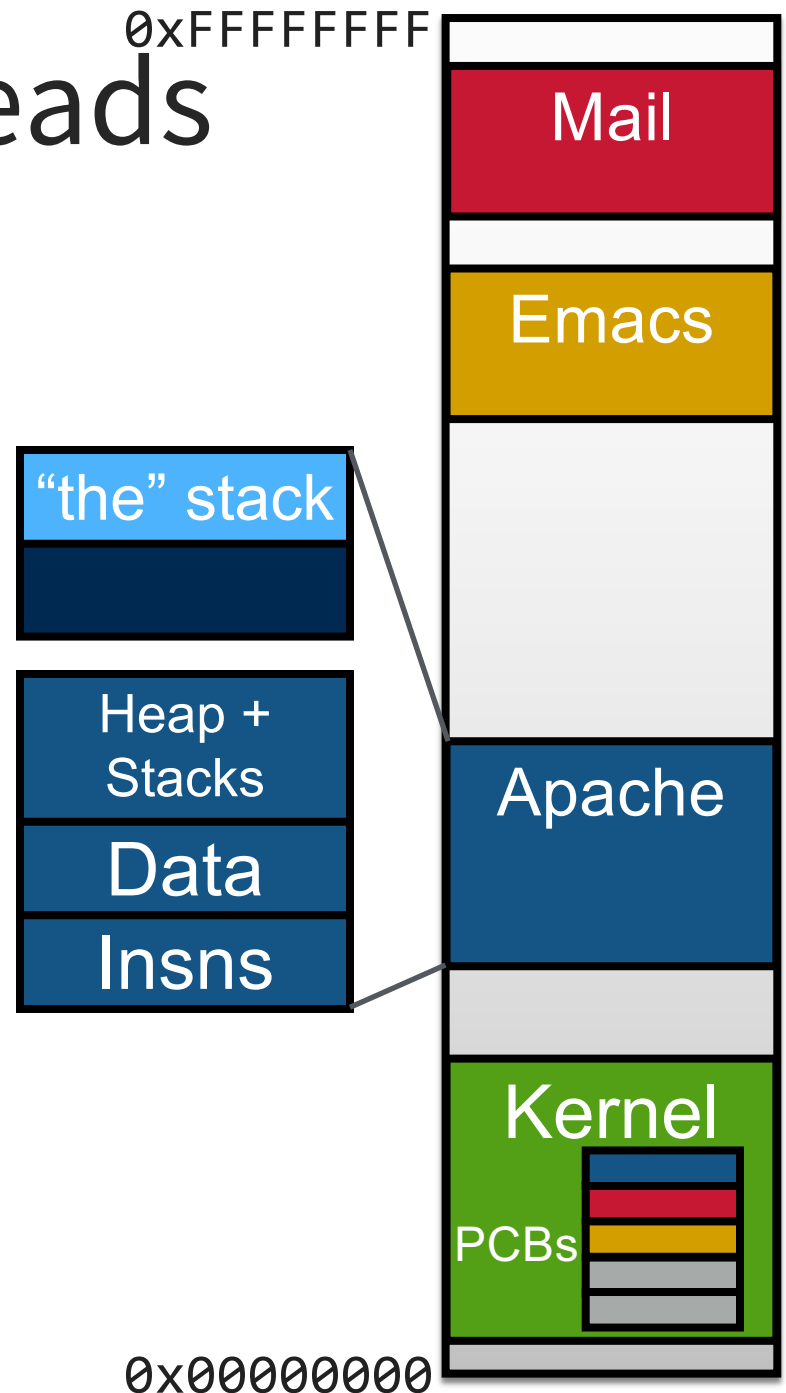 0xFFFFFFFF
eads
Mail
Emacs
“the” stack
Heap +
Stacks
Data
Insns
Apache
Kernel
PCBs
0x00000000